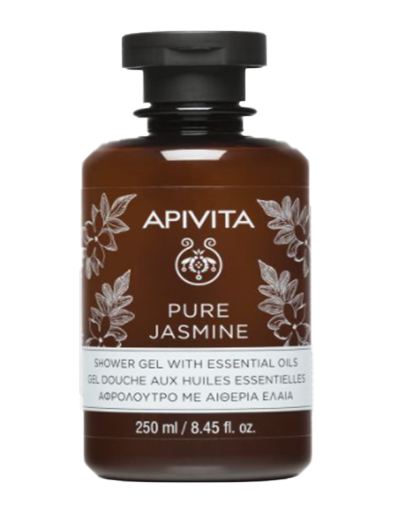 APIVITA
PURE
JASMINE
SHOWER GEL WITH ESSENTIAL OILS
GEL DOUCHE AUX HUILES ESSENTIELLES
ΑΦΡΟΛΟΥΤΡΟ ΜΕ ΑΙΘΕΡΙΑ ΕΛΑΙΑ
250 ml / 8.45 fl. oz.